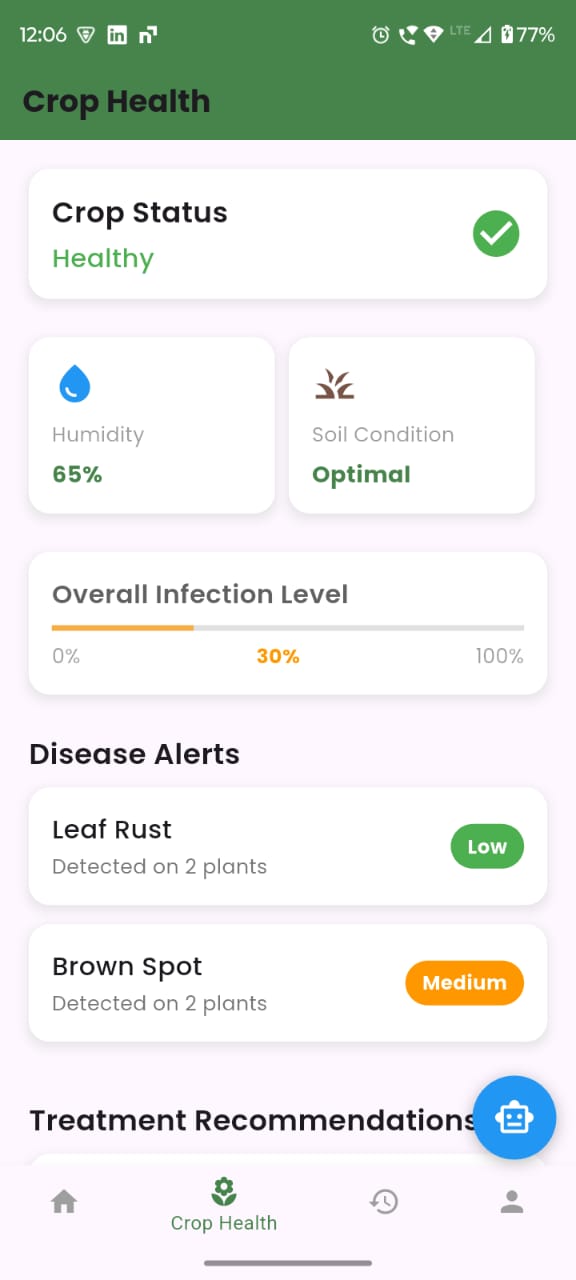 12:06
LTE
77%
Crop Health
Crop Status
Healthy
Humidity
65%
Soil Condition
Optimal
Overall Infection Level
0%
30%
100%
Disease Alerts
Leaf Rust
Detected on 2 plants
Low
Brown Spot
Detected on 2 plants
Medium
Treatment Recommendations
Crop Health